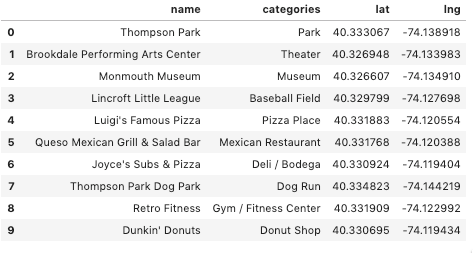 name categories lat lng
0 Thompson Park Park 40.333067 -74.138918
1 Brookdale Performing Arts Center Theater 40.326948 -74.133983
2 Monmouth Museum Museum 40.326607 -74.134910
3 Lincroft Little League Baseball Field 40.329799 -74.127698
4 Luigi's Famous Pizza Pizza Place 40.331883 -74.120554
5 Queso Mexican Grill & Salad Bar Mexican Restaurant 40.331768 -74.120388
6 Joyce's Subs & Pizza Deli / Bodega 40.330924 -74.119404
7 Thompson Park Dog Park Dog Run 40.334823 -74.144219
8 Retro Fitness Gym / Fitness Center 40.331909 -74.122992
9 Dunkin' Donuts Donut Shop 40.330695 -74.119434